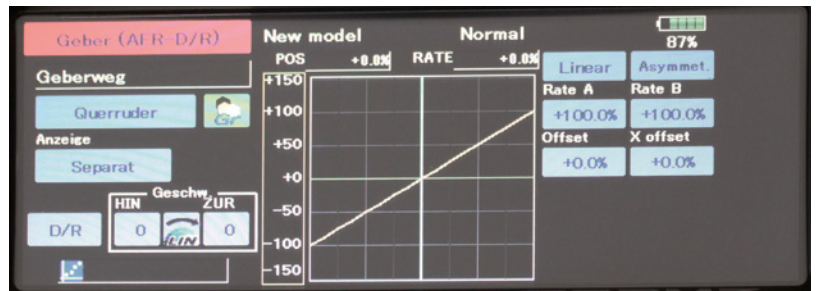 Geber (AFR-D/R)
New model
Normal
87%
POS +0.0% RATE +0.0%
Geberweg
Linear
Asymmet.
Rate A
Rate B
Querruder
Gr
+100.0%
+100.0%
Anzeige
Offset
X offset
Separat
+0.0%
+0.0%
Geschw.
HIN
ZUR
D/R
0
LIN
0
+150
+100
+50
+0
-50
-100
-150